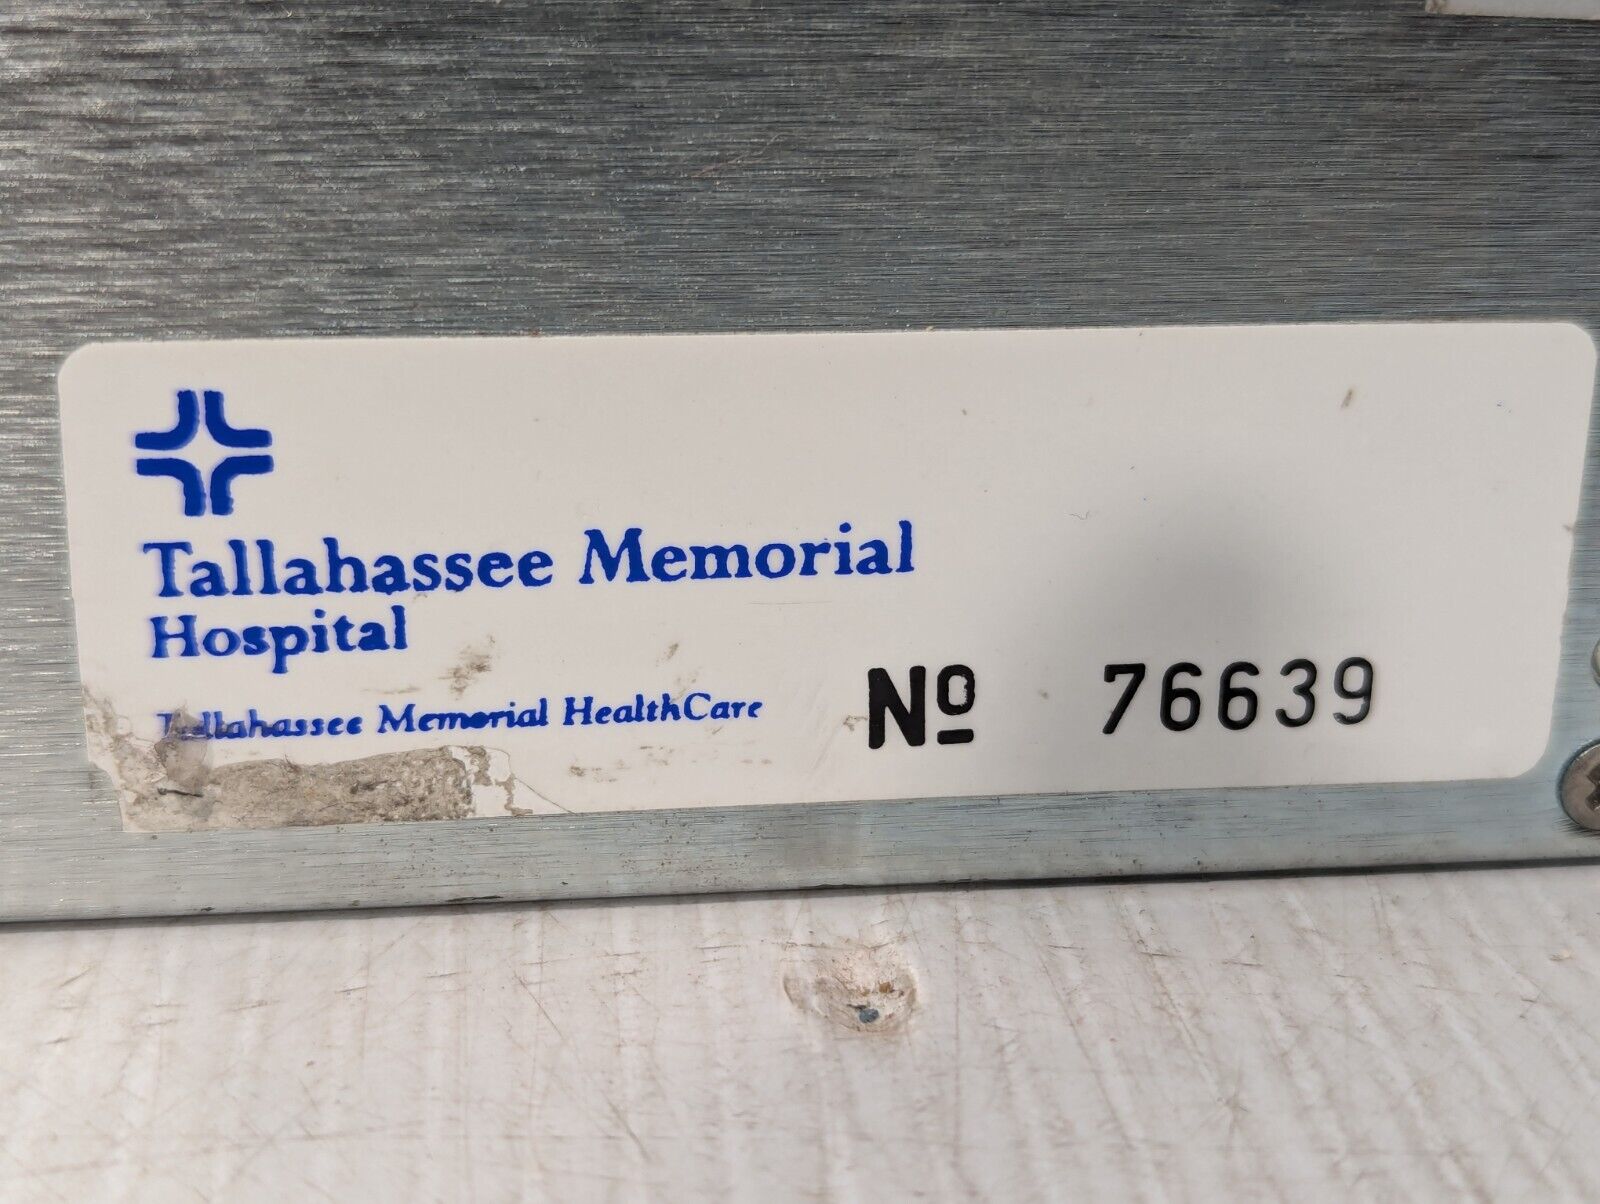 Tallahassee Memorial
Hospital
Tallahassee Memorial HealthCare
Nº 76639